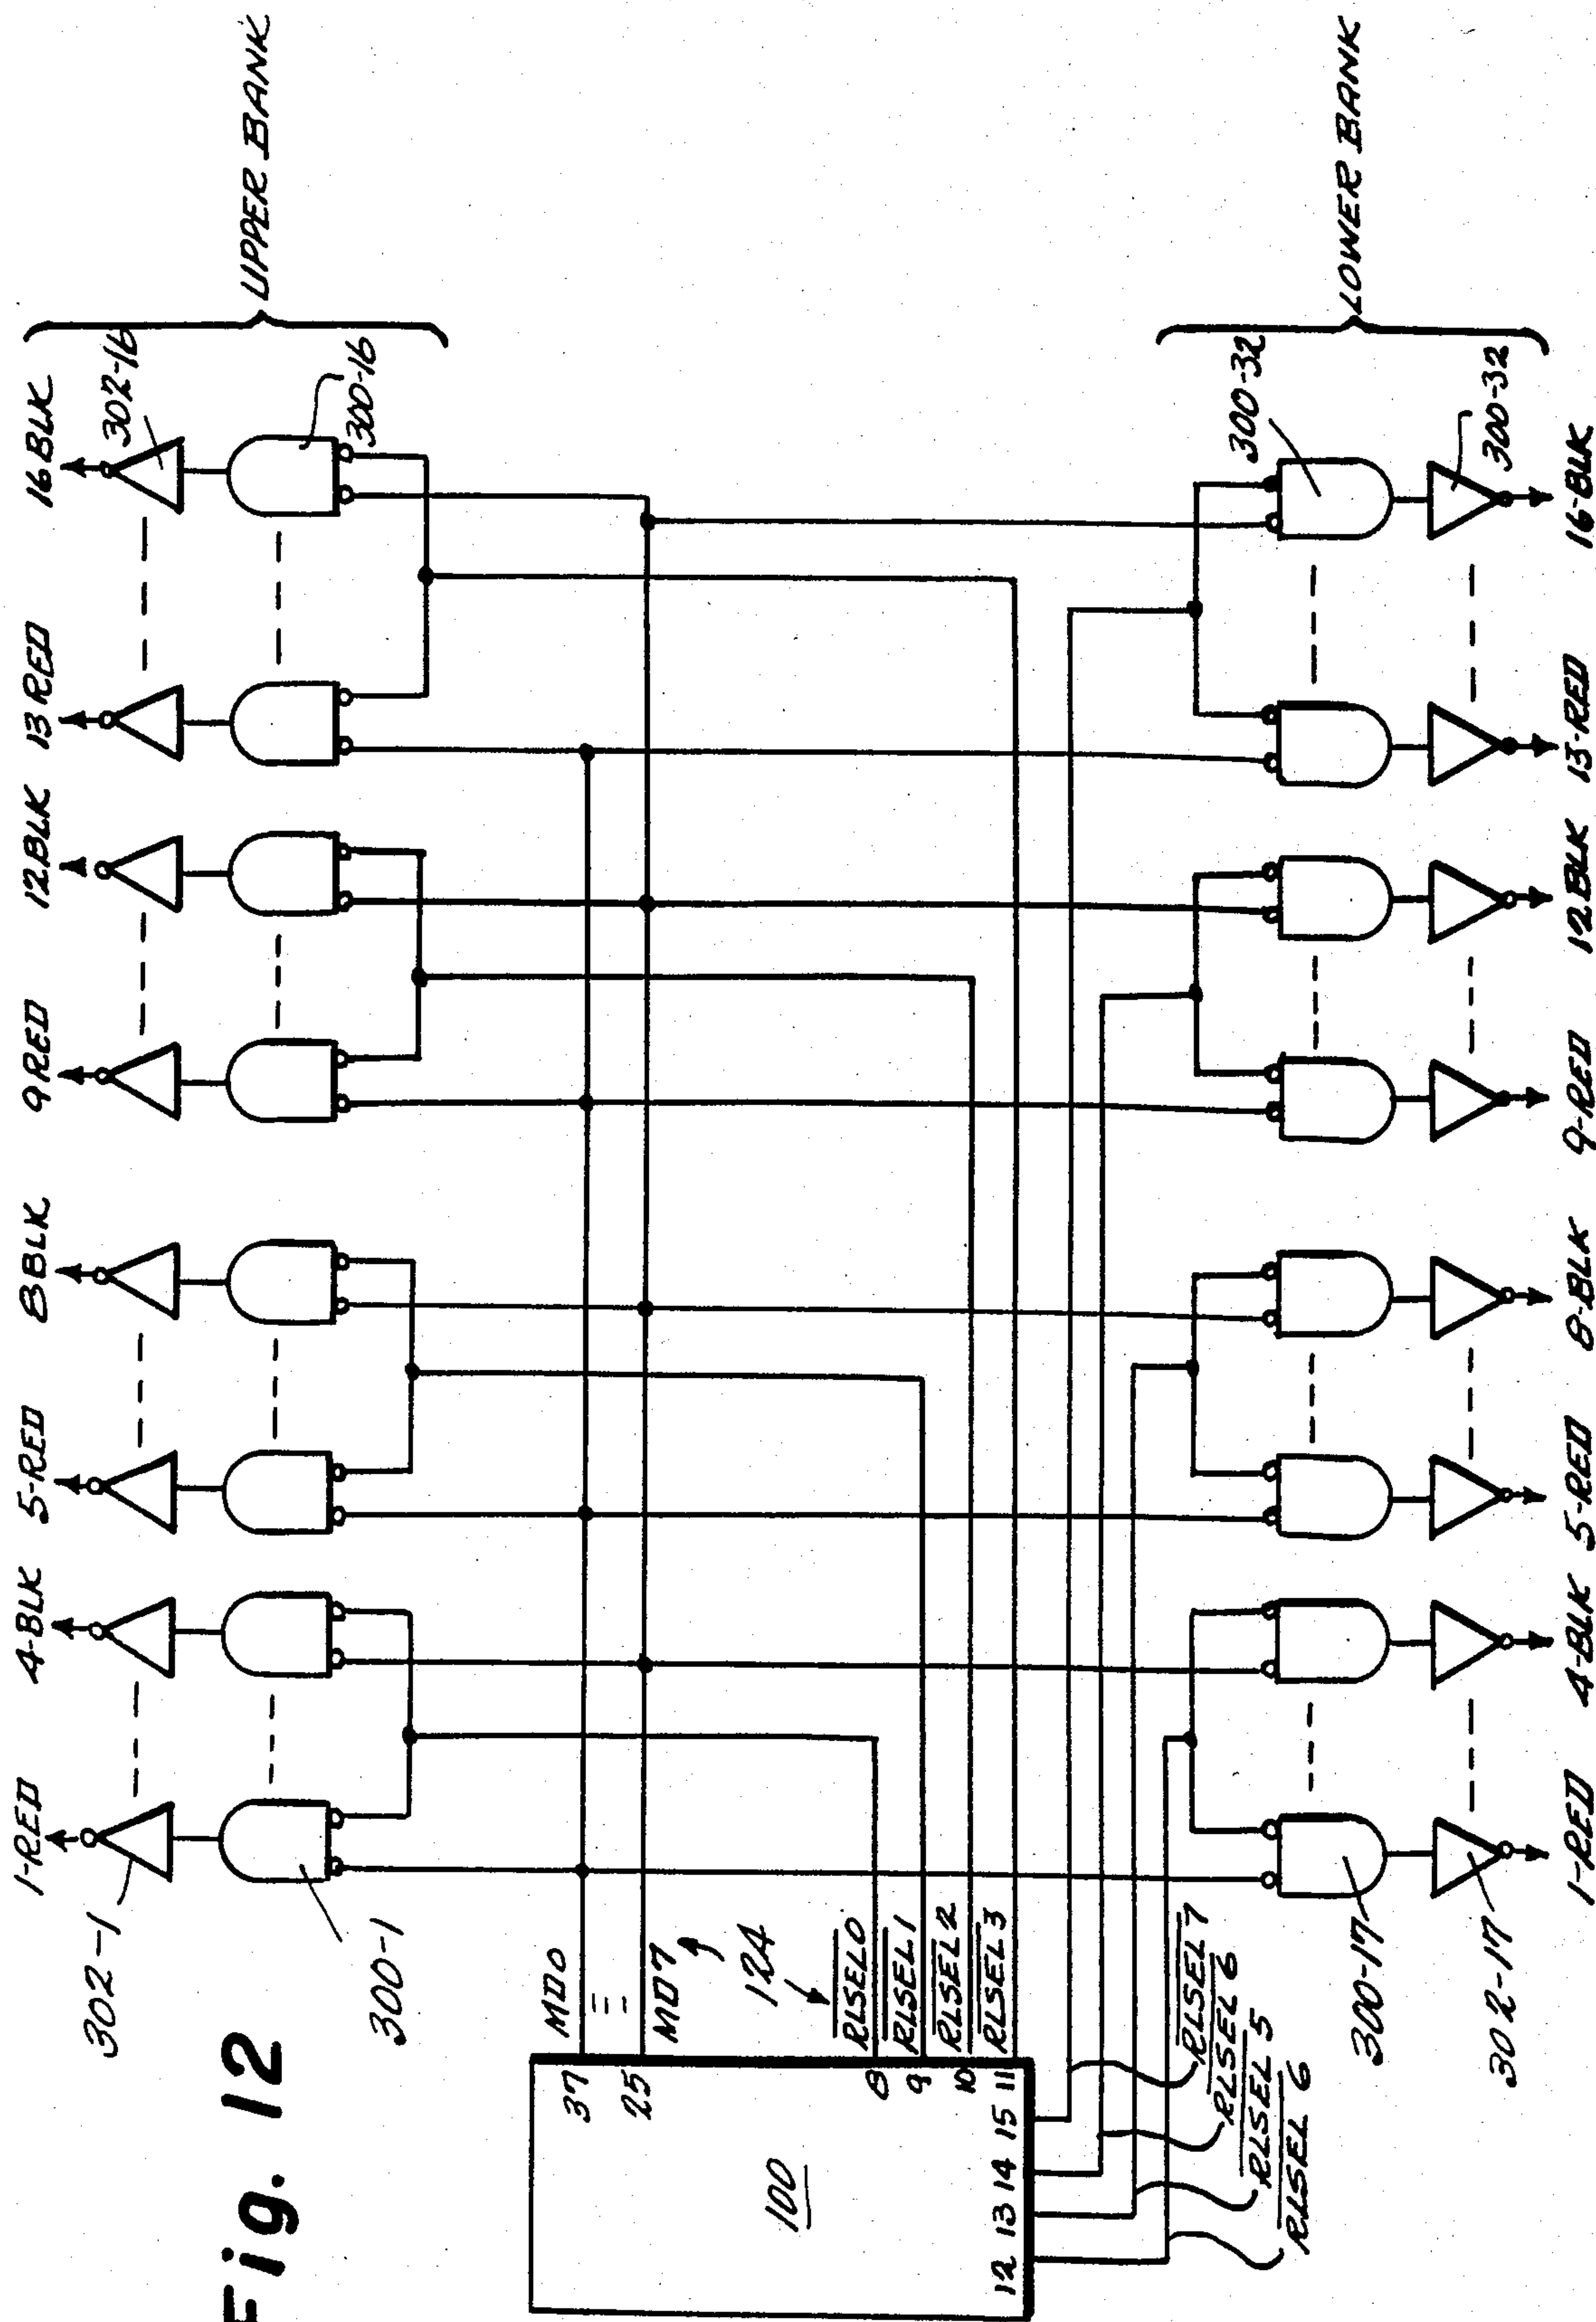 Fig. 12
1-RED 4-BLK 5-RED 8BLK 9RED 12BLK 13RED 16BLK
302-1
302-16
UPPER BANK
300-1
300-16
MD0
MD7
124
RLSEL0
RLSEL1
RLSEL2
RLSEL3
37
25
8
9
10
11
100
12 13 14 15
RLSEL7
RLSEL6
RLSEL5
RLSEL6
300-17
300-32
LOWER BANK
302-17
300-32
1-RED 4-BLK 5-RED 8-BLK 9-RED 12BLK 13-RED 16-BLK